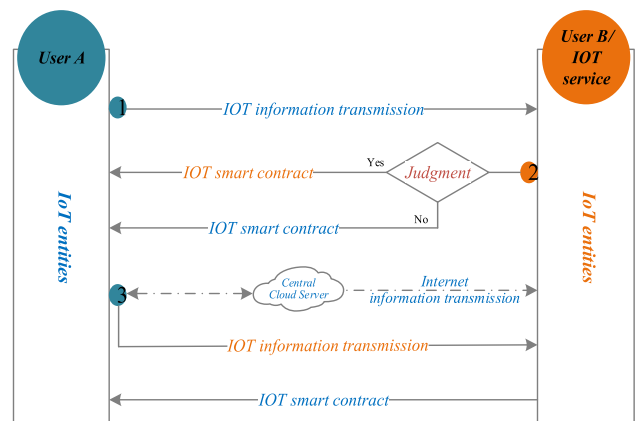 User A
User B/
IOT
service
1
IOT information transmission
IOT smart contract
Yes
Judgment
2
No
IOT smart contract
IoT entities
IoT entities
3
Central
Cloud Server
Internet
information transmission
IOT information transmission
IOT smart contract